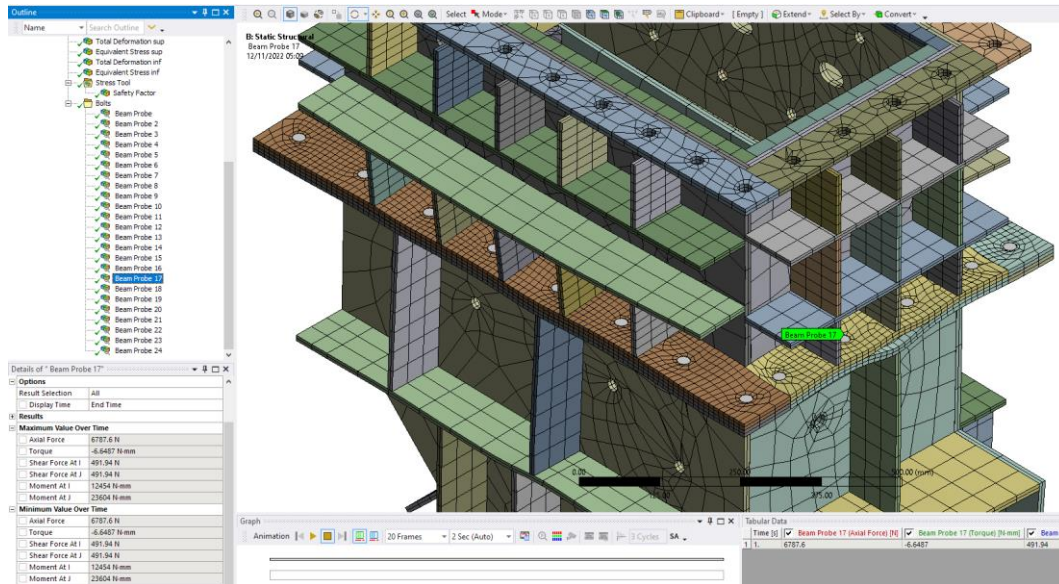 Outline
Name
Search Outline
Total Deformation sup
Equivalent Stress sup
Total Deformation inf
Equivalent Stress inf
Stress Tool
Safety Factor
Bolts
Beam Probe
Beam Probe 2
Beam Probe 3
Beam Probe 4
Beam Probe 5
Beam Probe 6
Beam Probe 7
Beam Probe 8
Beam Probe 9
Beam Probe 10
Beam Probe 11
Beam Probe 12
Beam Probe 13
Beam Probe 14
Beam Probe 15
Beam Probe 16
Beam Probe 17
Beam Probe 18
Beam Probe 19
Beam Probe 20
Beam Probe 21
Beam Probe 22
Beam Probe 23
Beam Probe 24
Details of "Beam Probe 17"
Options
Result Selection All
Display Time End Time
Results
Maximum Value Over Time
Axial Force 6787.6 N
Torque -6.6487 N·mm
Shear Force At I 491.94 N
Shear Force At J 491.94 N
Moment At I 12454 N·mm
Moment At J 23604 N·mm
Minimum Value Over Time
Axial Force 6787.6 N
Torque -6.6487 N·mm
Shear Force At I 491.94 N
Shear Force At J 491.94 N
Moment At I 12454 N·mm
Moment At J 23604 N·mm
Select Mode Clipboard [ Empty ] Extend Select By Convert
B: Static Structural
Beam Probe 17
12/11/2022 05:09
Beam Probe 17
0.00 250.00 500.00 (mm)
125.00 375.00
Graph
Animation 20 Frames 2 Sec (Auto) 3 Cycles SA
Tabular Data
Time [s] Beam Probe 17 (Axial Force) [N] Beam Probe 17 (Torque) [N·mm] Beam
1 1. 6787.6 -6.6487 491.94